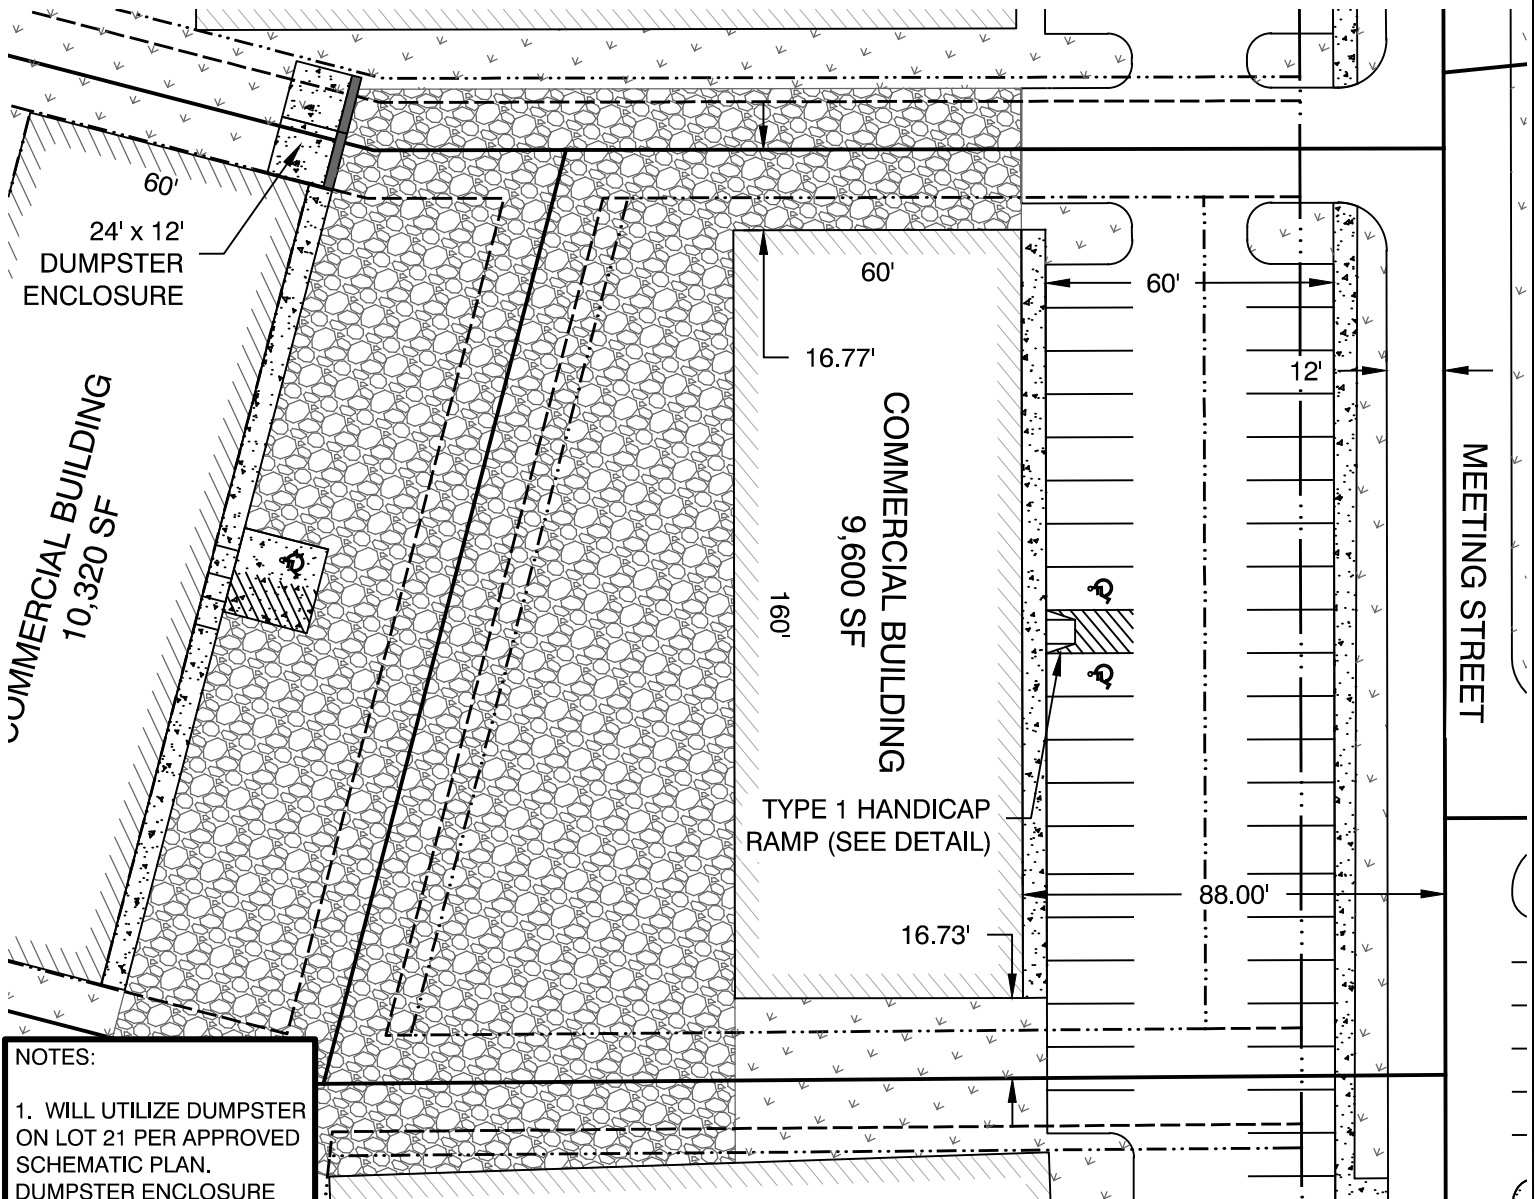 60'
24' x 12'
DUMPSTER
ENCLOSURE
COMMERCIAL BUILDING
10,320 SF
60'
16.77'
COMMERCIAL BUILDING
9,600 SF
160'
TYPE 1 HANDICAP
RAMP (SEE DETAIL)
16.73'
60'
12'
88.00'
MEETING STREET
NOTES:
1. WILL UTILIZE DUMPSTER
ON LOT 21 PER APPROVED
SCHEMATIC PLAN.
DUMPSTER ENCLOSURE